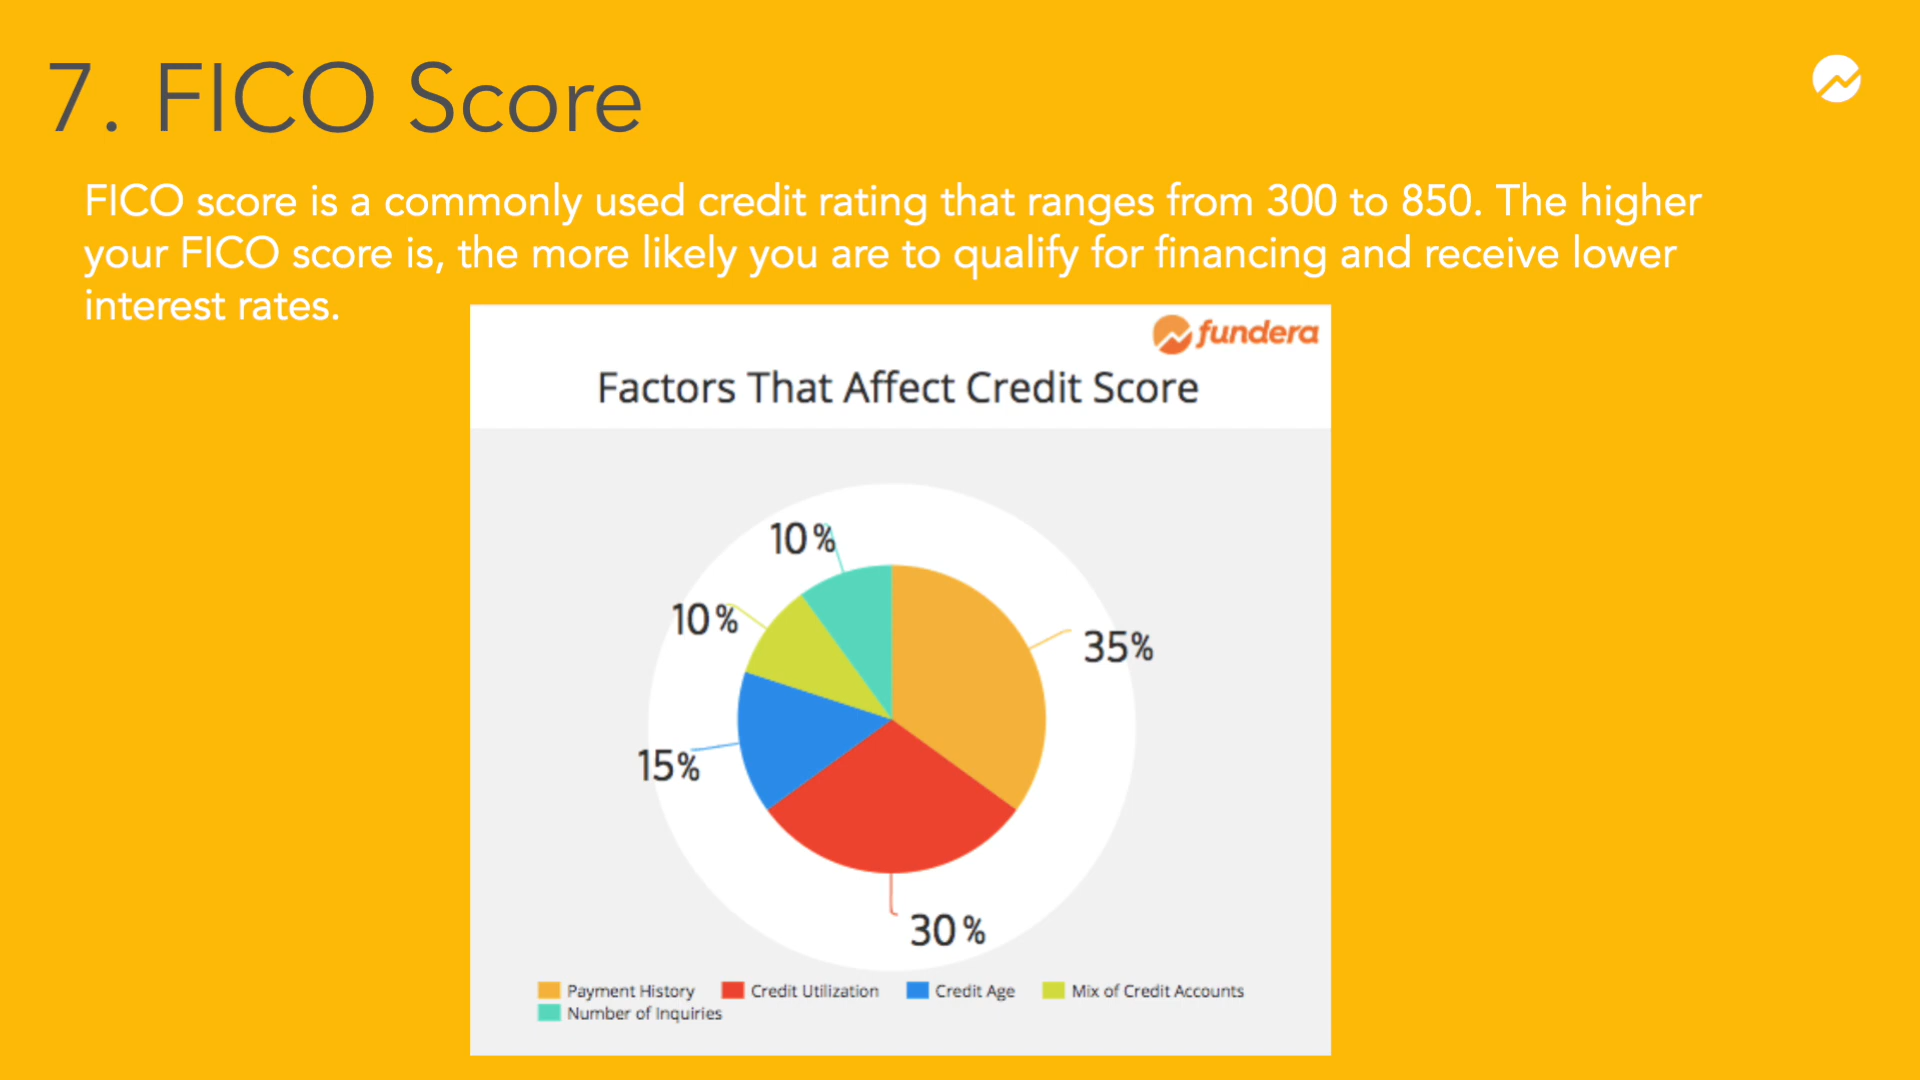 7. FICO Score
FICO score is a commonly used credit rating that ranges from 300 to 850. The higher
your FICO score is, the more likely you are to qualify for financing and receive lower
interest rates.
fundera
Factors That Affect Credit Score
10%
10%
35%
15%
30%
Payment History Credit Utilization Credit Age Mix of Credit Accounts
Number of Inquiries